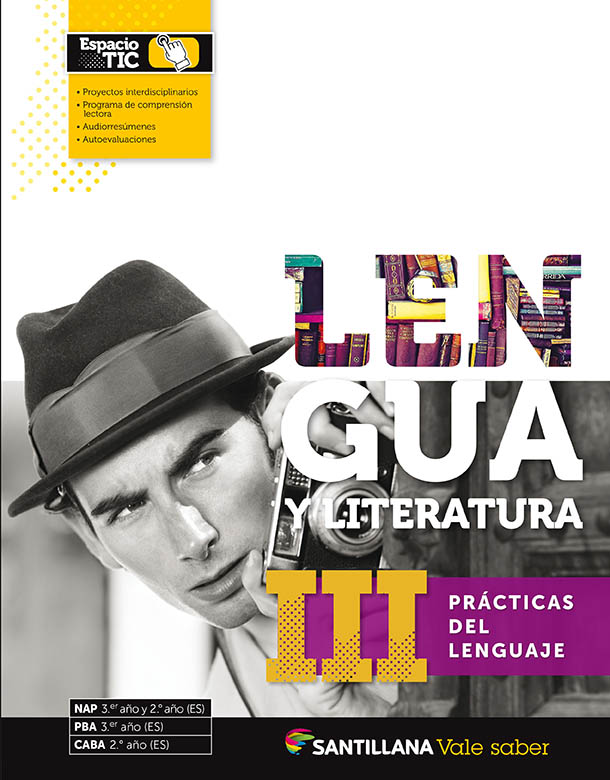 Espacio
TIC
• Proyectos interdisciplinarios
• Programa de comprensión
lectora
• Audiorresúmenes
• Autoevaluaciones
LEN
GUA
Y LITERATURA
III
PRÁCTICAS
DEL
LENGUAJE
NAP 3.er año y 2.º año (ES)
PBA 3.er año (ES)
CABA 2.º año (ES)
SANTILLANA Vale saber